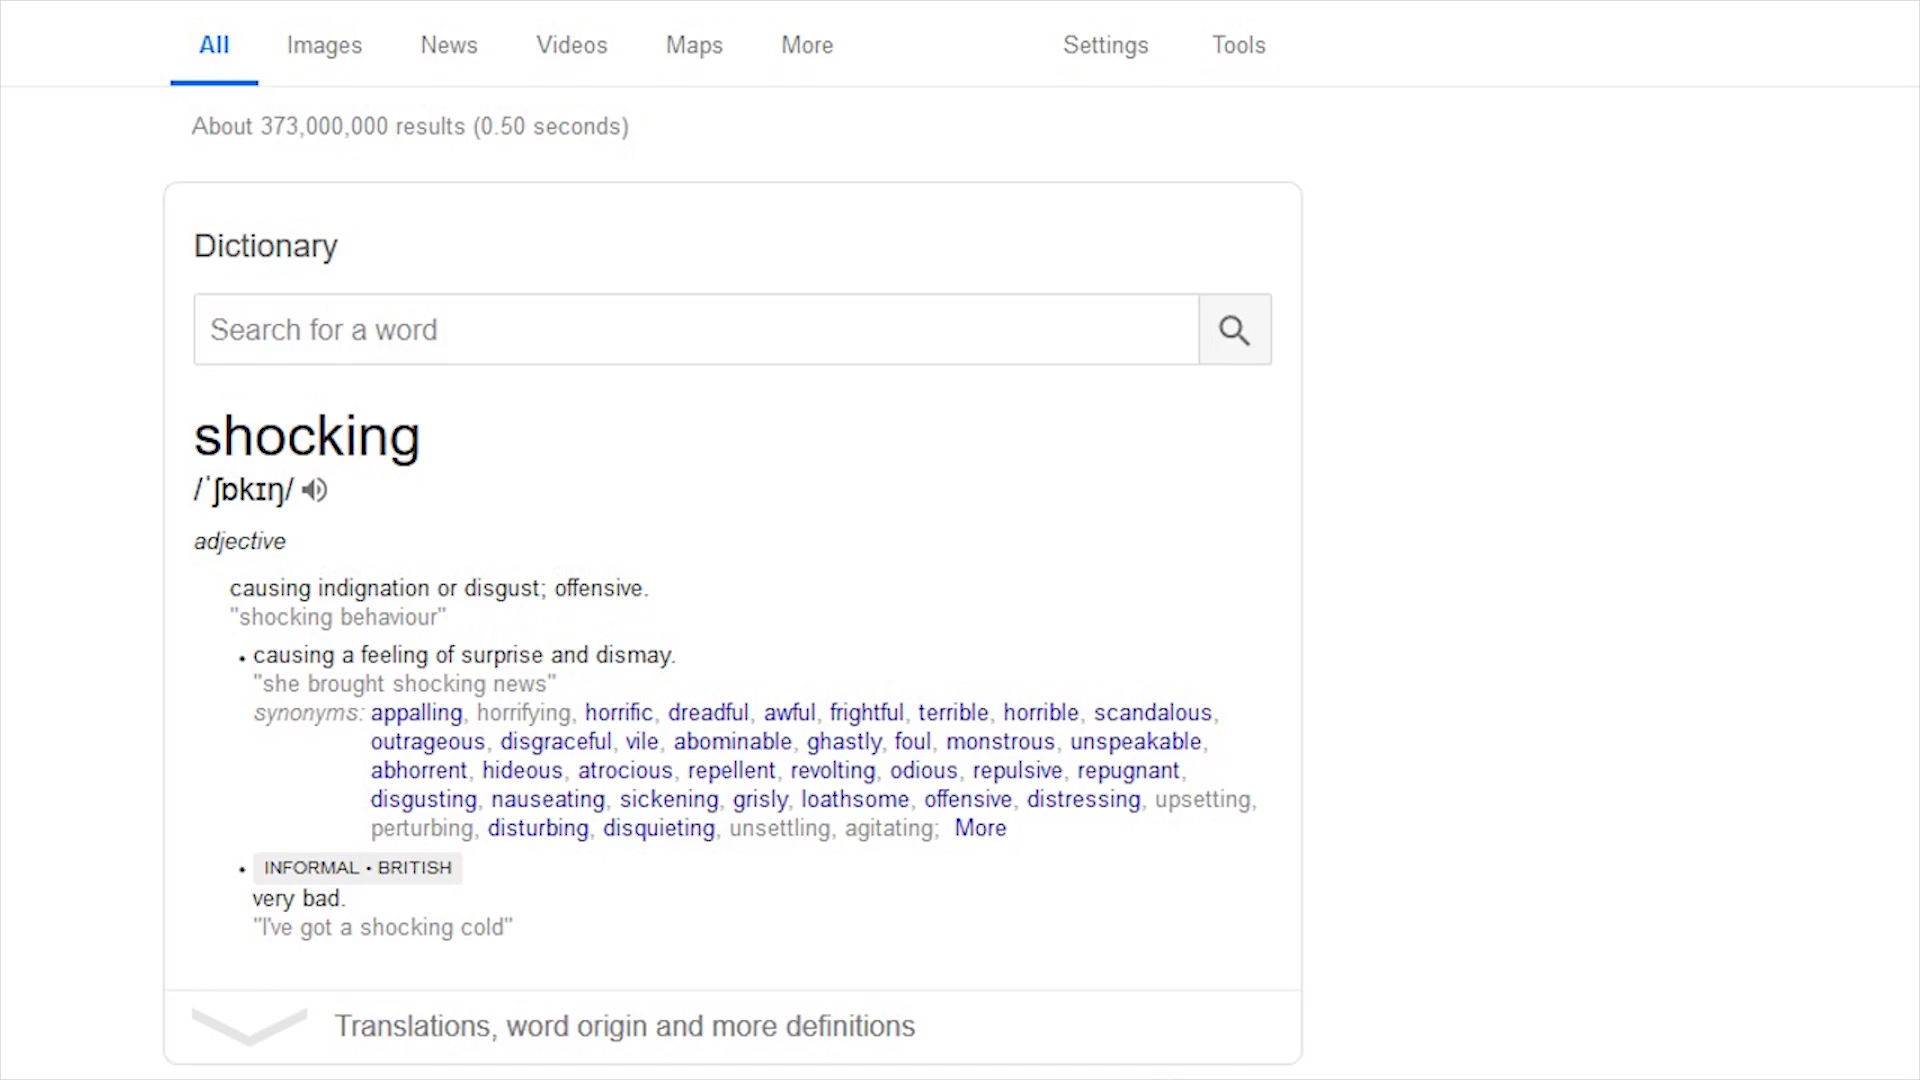 All Images News Videos Maps More Settings Tools
About 373,000,000 results (0.50 seconds)
Dictionary
Search for a word
shocking
/ˈʃɒkɪŋ/
adjective
causing indignation or disgust; offensive.
"shocking behaviour"
• causing a feeling of surprise and dismay.
"she brought shocking news"
synonyms: appalling, horrifying, horrific, dreadful, awful, frightful, terrible, horrible, scandalous,
outrageous, disgraceful, vile, abominable, ghastly, foul, monstrous, unspeakable,
abhorrent, hideous, atrocious, repellent, revolting, odious, repulsive, repugnant,
disgusting, nauseating, sickening, grisly, loathsome, offensive, distressing, upsetting,
perturbing, disturbing, disquieting, unsettling, agitating; More
• INFORMAL • BRITISH
very bad.
"I've got a shocking cold"
Translations, word origin and more definitions